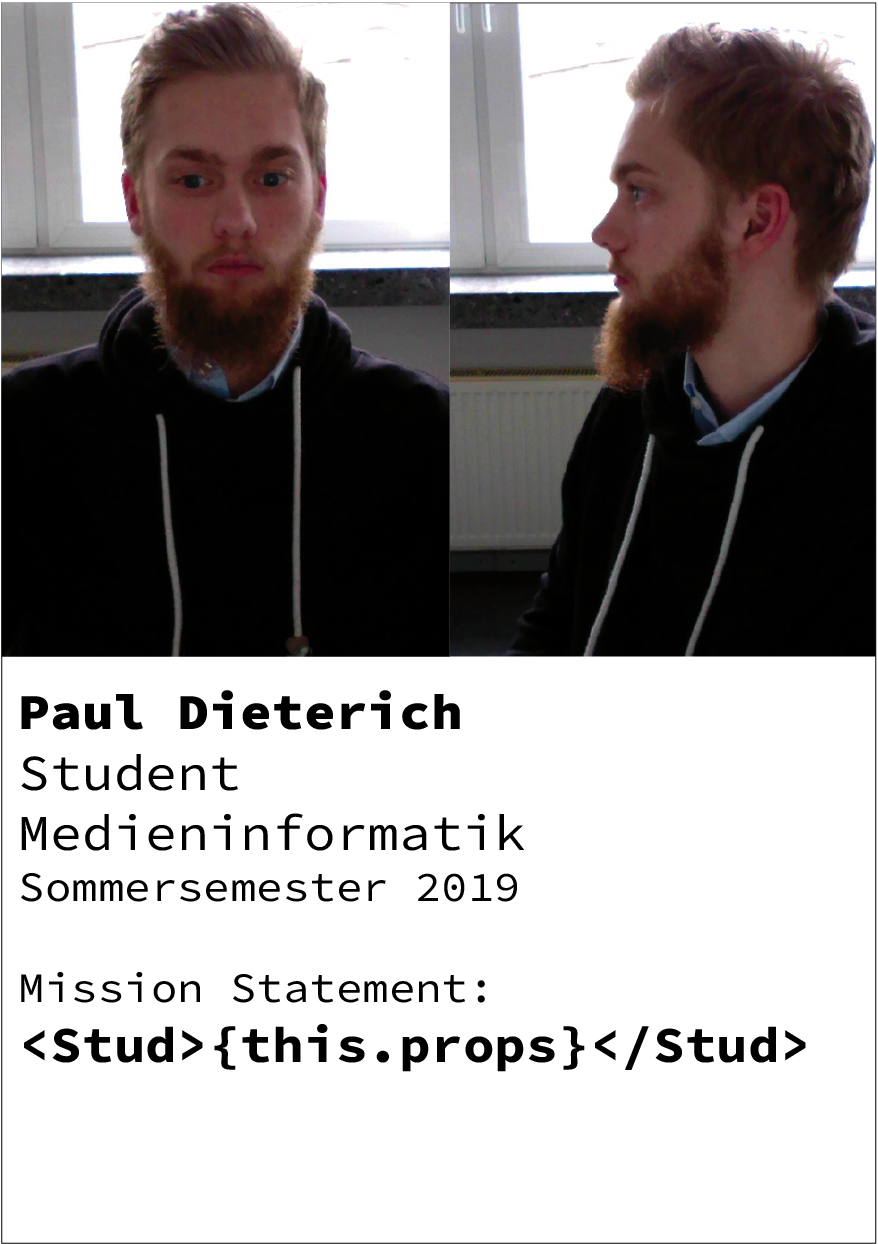 Paul Dieterich
Student
Medieninformatik
Sommersemester 2019
Mission Statement:
<Stud>{this.props}</Stud>